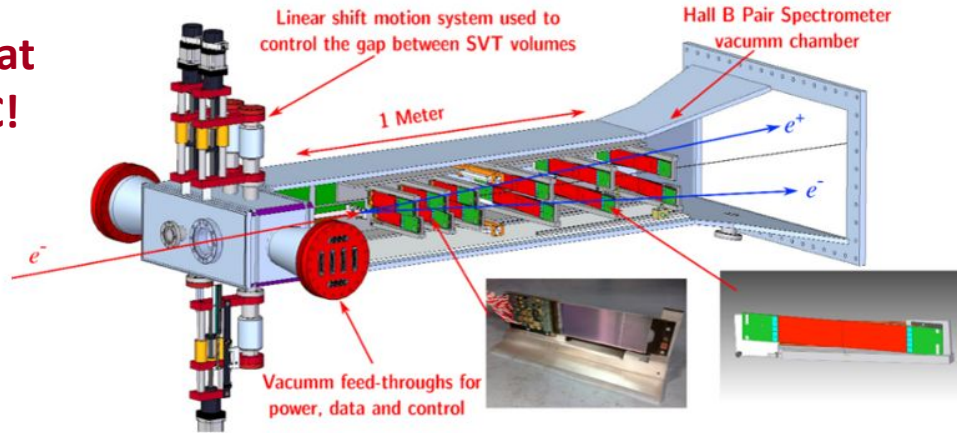 at
C!
Linear shift motion system used to
control the gap between SVT volumes
Hall B Pair Spectrometer
vacumm chamber
1 Meter
e+
e-
e-
Vacumm feed-throughs for
power, data and control